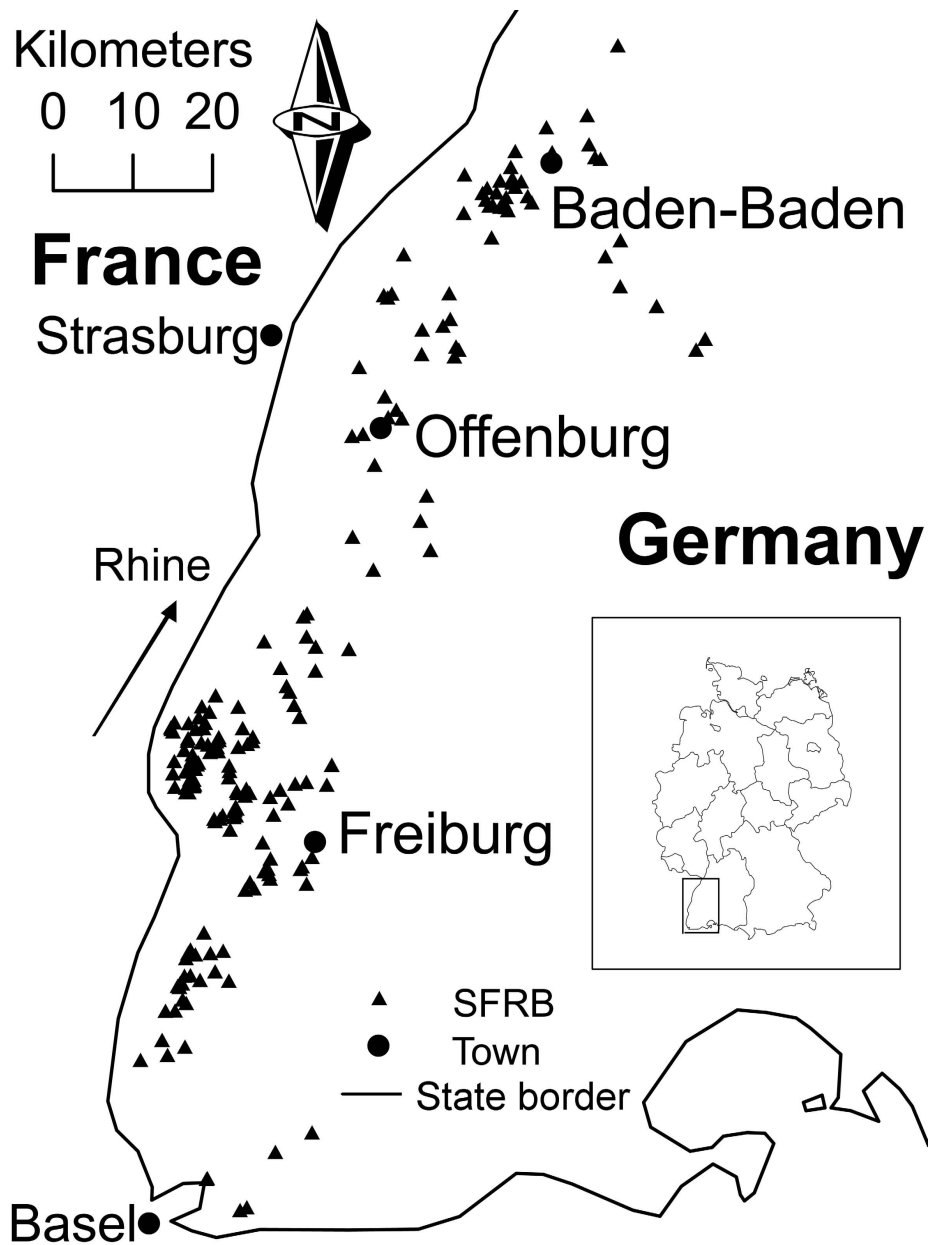 Kilometers
0 10 20
N
Baden-Baden
France
Strasburg
Offenburg
Germany
Rhine
Freiburg
SFRB
Town
State border
Basel